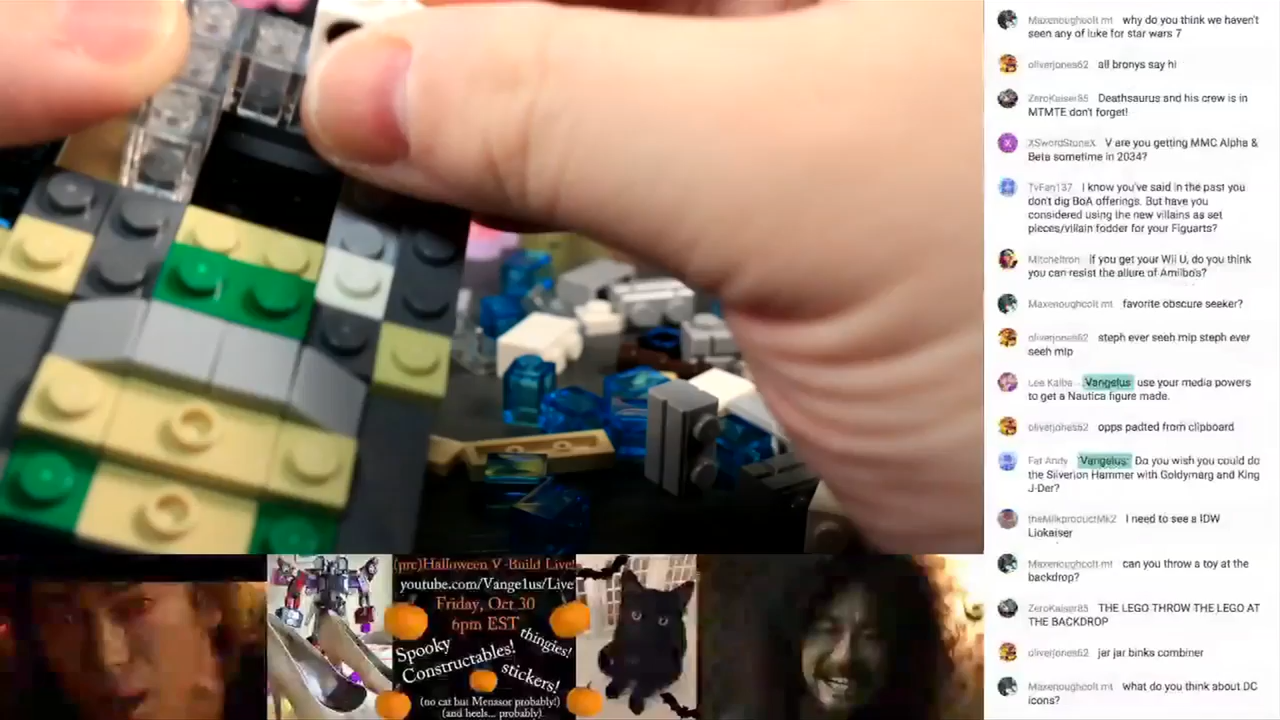 Maxenoughcolt mt why do you think we haven't
seen any of luke for star wars 7
oliverjones62 all bronys say hi
ZeroKaiser85 Deathsaurus and his crew is in
MTMTE don't forget!
XSwordStoneX V are you getting MMC Alpha &
Beta sometime in 2034?
TvFan137 I know you've said in the past you
don't dig BoA offerings. But have you
considered using the new villains as set
pieces/villain fodder for your Figuarts?
Mitcheltron if you get your Wii U, do you think
you can resist the allure of Amiibo's?
Maxenoughcolt mt favorite obscure seeker?
oliverjones62 steph ever seeh mlp steph ever
seeh mlp
Lee Kalba Vangelus use your media powers
to get a Nautica figure made.
oliverjones62 opps padted from clipboard
Fat Andy Vangelus Do you wish you could do
the Silverion Hammer with Goldymarg and King
J-Der?
theMilkproductMk2 I need to see a IDW
Liokaiser
Maxenoughcolt mt can you throw a toy at the
backdrop?
ZeroKaiser85 THE LEGO THROW THE LEGO AT
THE BACKDROP
oliverjones62 jar jar binks combiner
Maxenoughcolt mt what do you think about DC
icons?
(pre)Halloween V-Build Live!
youtube.com/Vange1us/Live
Friday, Oct 30
6pm EST
Spooky
Constructables!
thingies!
stickers!
(no cat but Menasor probably!)
(and heels... probably)